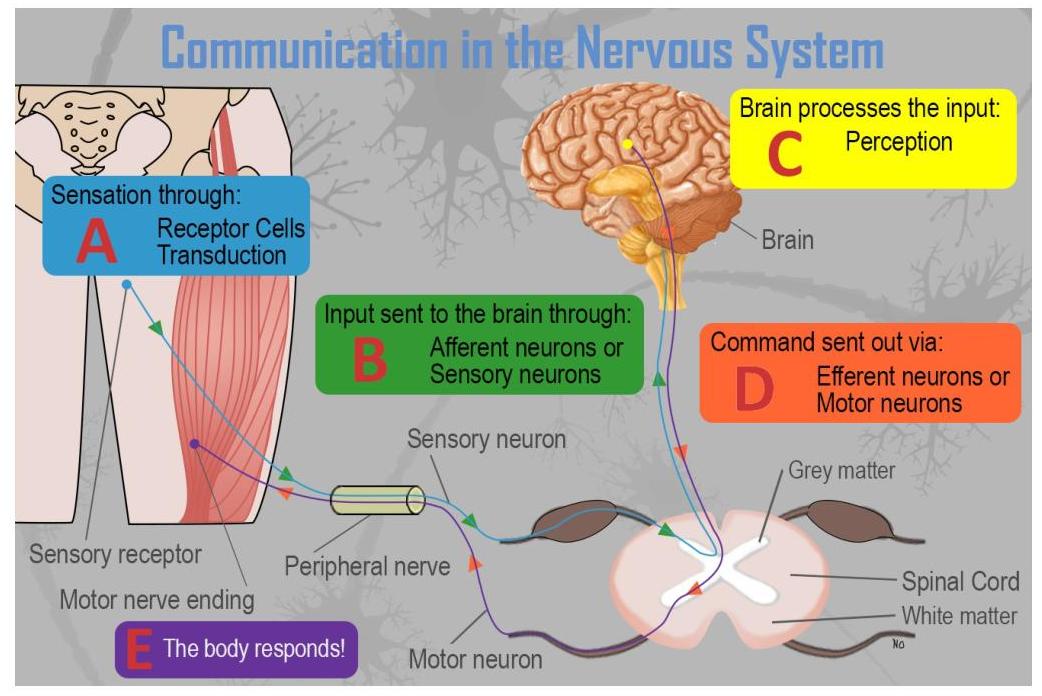 Communication in the Nervous System
Brain processes the input:
C Perception
Sensation through:
A Receptor Cells
Transduction
Brain
Input sent to the brain through:
B Afferent neurons or
Sensory neurons
Command sent out via:
D Efferent neurons or
Motor neurons
Sensory neuron
Grey matter
Sensory receptor
Peripheral nerve
Motor nerve ending
Spinal Cord
White matter
E The body responds!
Motor neuron
No